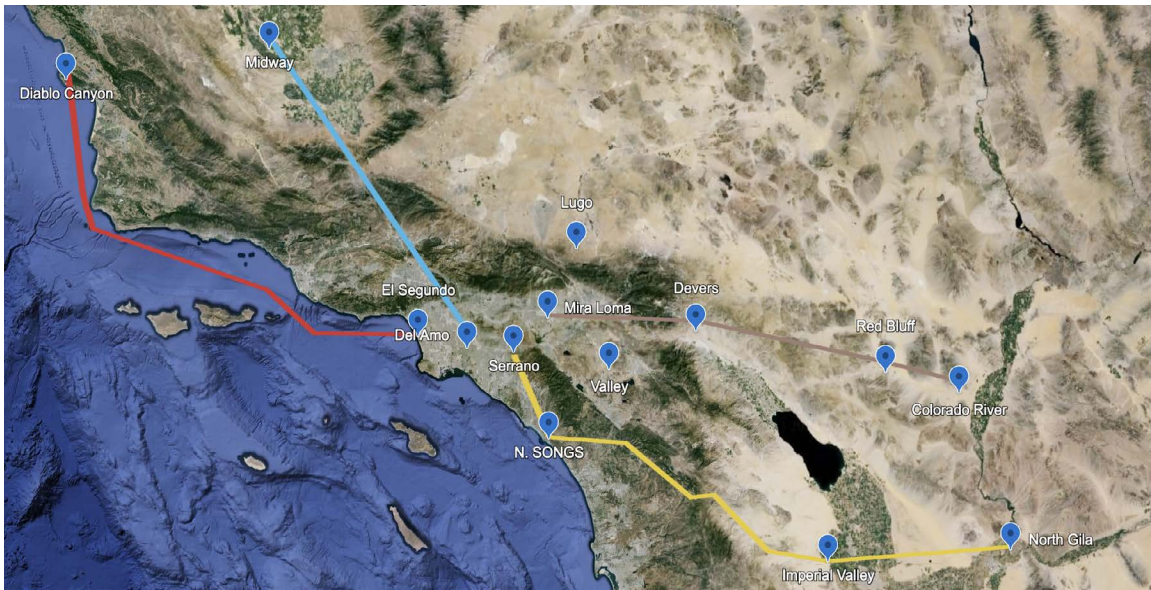 Midway
Diablo Canyon
Lugo
El Segundo
Devers
Mira Loma
Red Bluff
Del Amo
Serrano
Valley
Colorado River
N. SONGS
North Gila
Imperial Valley